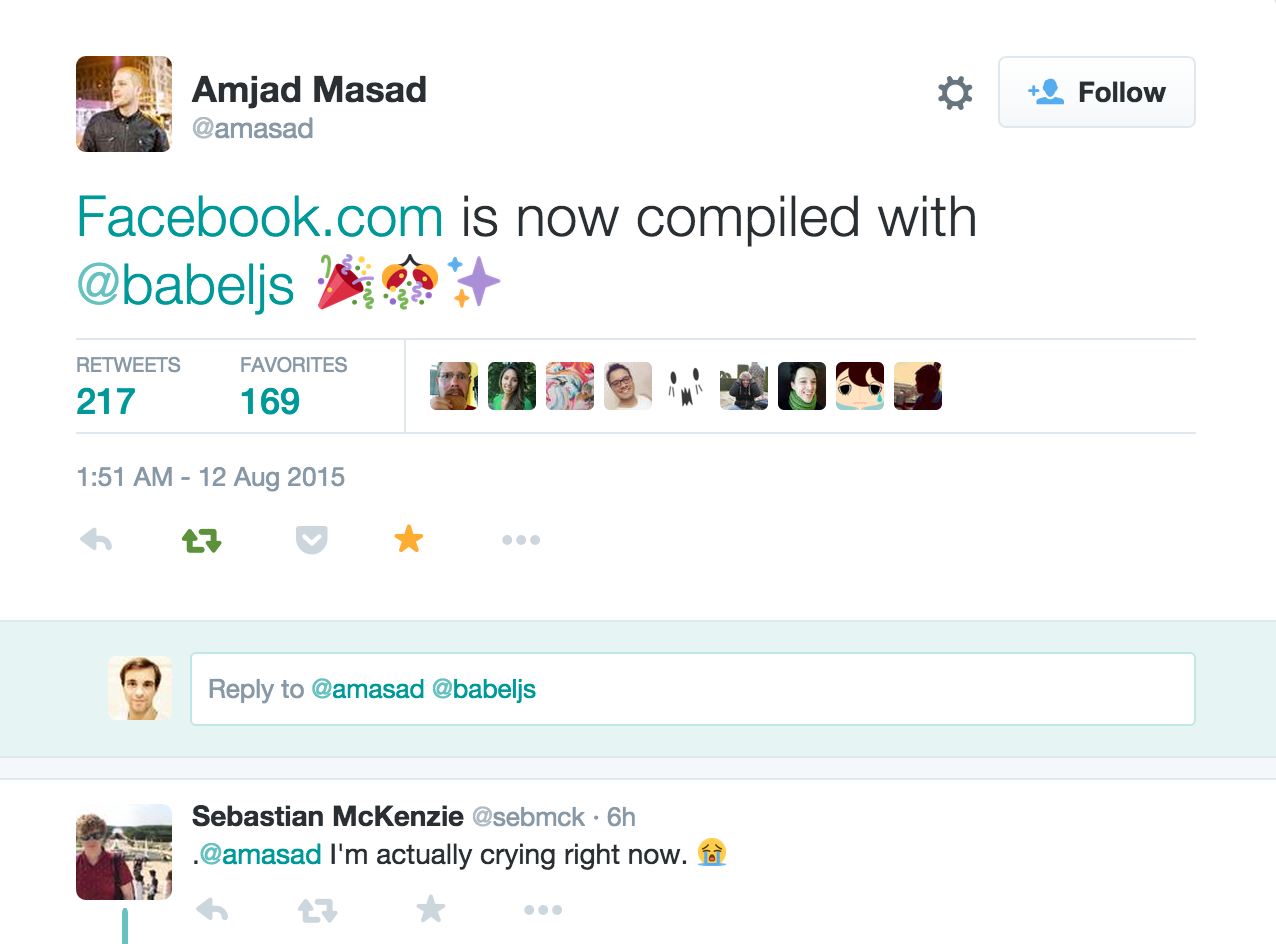 Amjad Masad
@amasad
Follow
Facebook.com is now compiled with
@babeljs 🎉🎊✨
RETWEETS FAVORITES
217 169
1:51 AM - 12 Aug 2015
Reply to @amasad @babeljs
Sebastian McKenzie @sebmck · 6h
.@amasad I'm actually crying right now. 😭